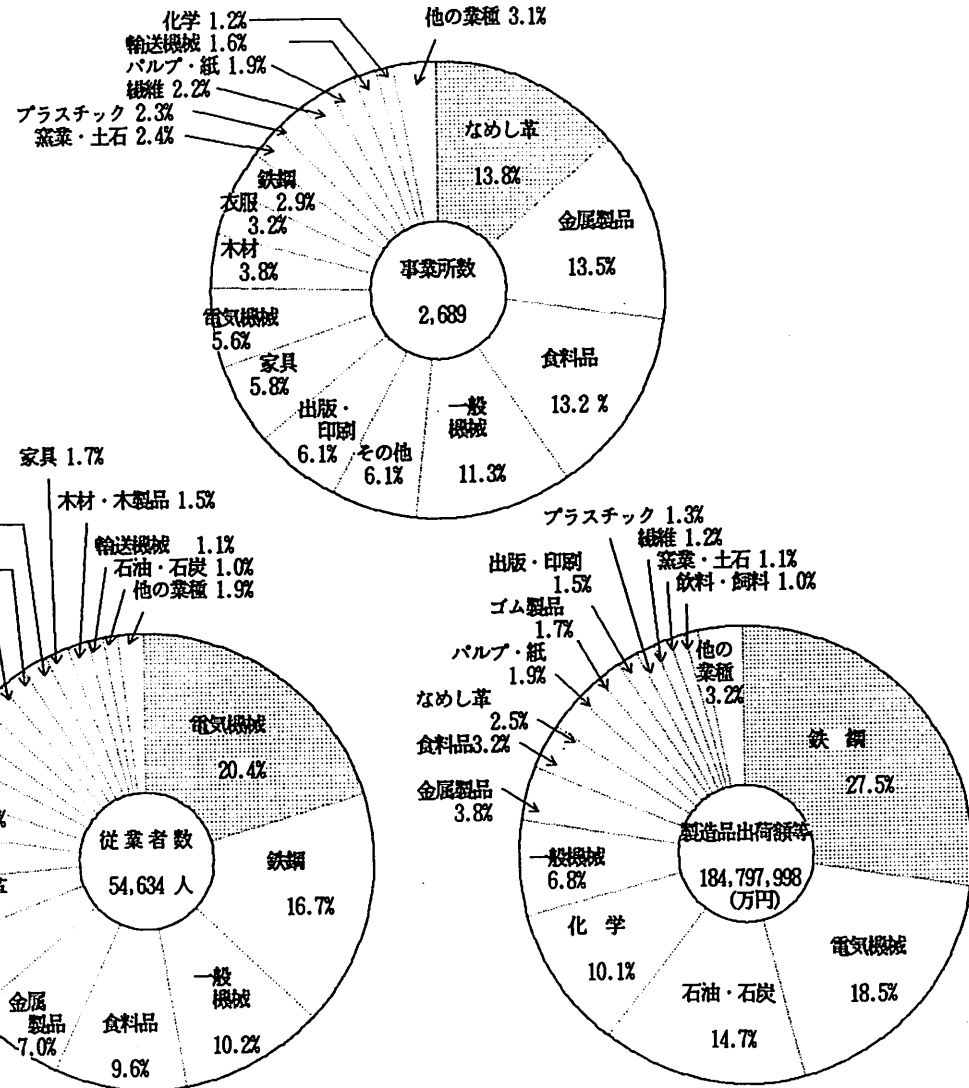 化学 1.2%
他の業種 3.1%
輸送機械 1.6%
パルプ・紙 1.9%
繊維 2.2%
プラスチック 2.3%
窯業・土石 2.4%
なめし革
13.8%
鉄鋼
2.9%
衣服
3.2%
木材
3.8%
金属製品
13.5%
事業所数
2,689
電気機械
5.6%
家具
5.8%
食料品
13.2 %
出版・
印刷
6.1%
その他
6.1%
一般
機械
11.3%
家具 1.7%
木材・木製品 1.5%
輸送機械 1.1%
石油・石炭 1.0%
他の業種 1.9%
電気機械
20.4%
従業者数
54,634 人
鉄鋼
16.7%
%
革
金属
製品
7.0%
食料品
9.6%
一般
機械
10.2%
プラスチック 1.3%
繊維 1.2%
窯業・土石 1.1%
飲料・飼料 1.0%
出版・印刷
1.5%
ゴム製品
1.7%
パルプ・紙
1.9%
なめし革
2.5%
食料品3.2%
金属製品
3.8%
他の
業種
3.2%
鉄 鋼
27.5%
製造品出荷額等
184,797,998
(万円)
一般機械
6.8%
化 学
10.1%
石油・石炭
14.7%
電気機械
18.5%